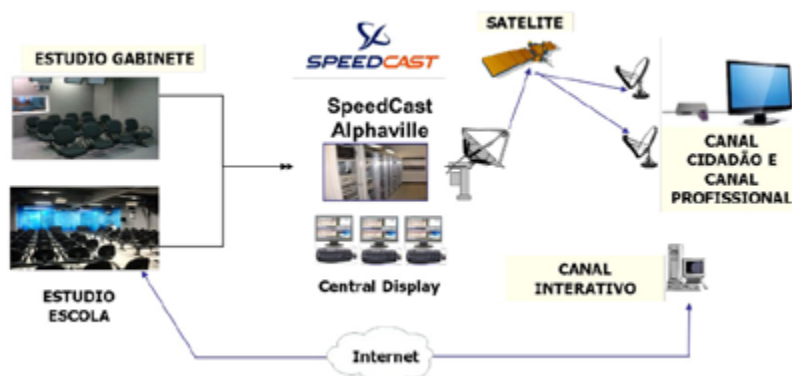 ESTUDIO GABINETE
SPEEDCAST
SATELITE
SpeedCast
Alphaville
CANAL
CIDADÃO E
CANAL
PROFISSIONAL
Central Display
CANAL
INTERATIVO
ESTUDIO
ESCOLA
Internet